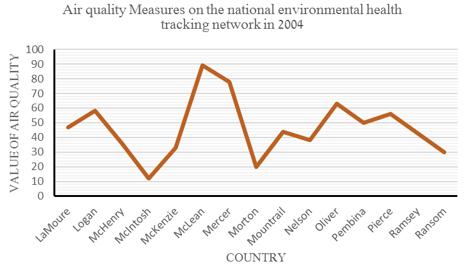 Air quality Measures on the national environmental health
tracking network in 2004
VALUE OF AIR QUALITY
100
90
80
70
60
50
40
30
20
10
0
LaMoure
Logan
McHenry
McIntosh
McKenzie
McLean
Mercer
Morton
Mountrail
Nelson
Oliver
Pembina
Pierce
Ramsey
Ransom
COUNTRY